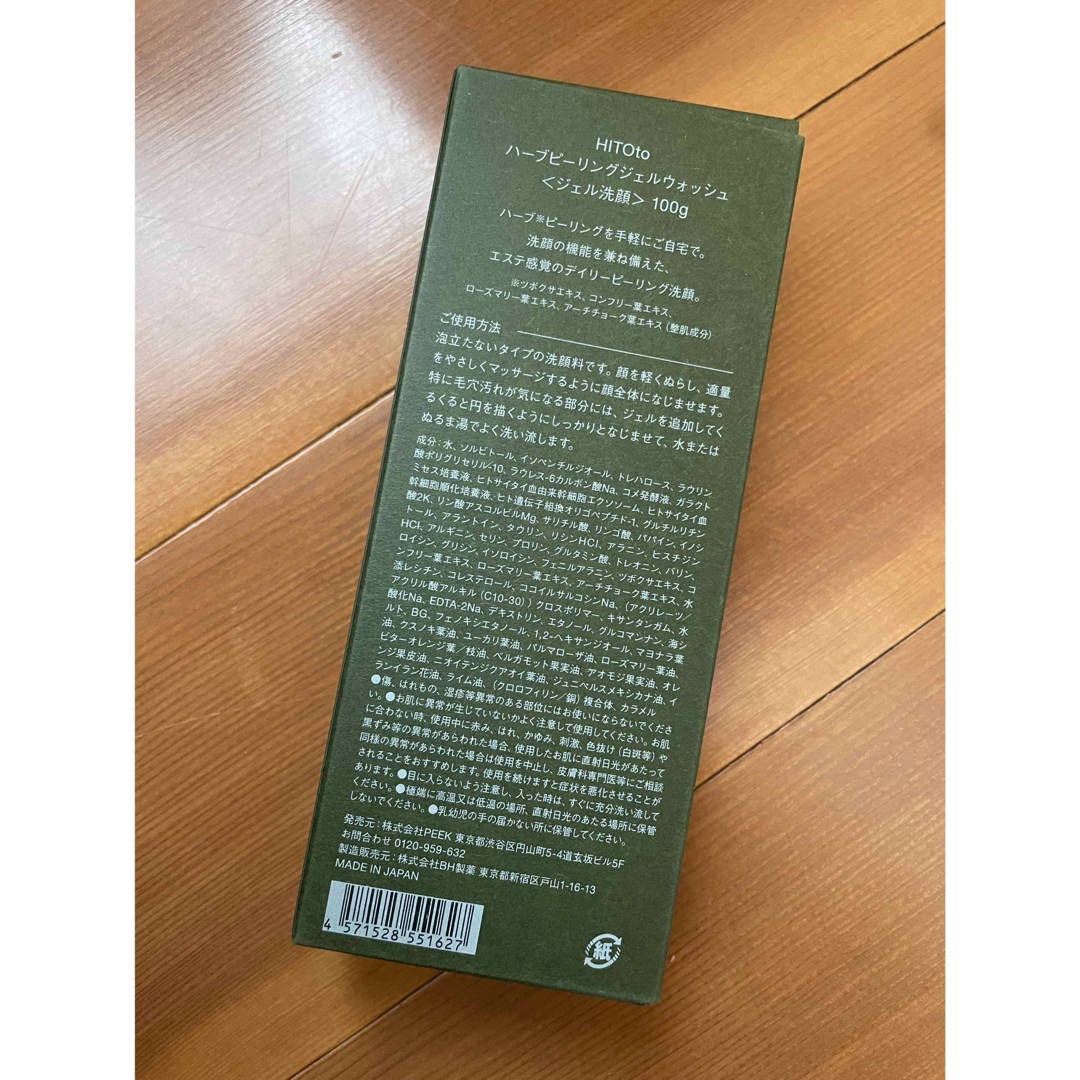 HITOto
ハーブピーリングジェルウォッシュ
＜ジェル洗顔＞ 100g
ハーブ※ピーリングを手軽にご自宅で。
洗顔の機能を兼ね備えた、
エステ感覚のデイリーピーリング洗顔。
※ツボクサエキス、コンフリー葉エキス、
ローズマリー葉エキス、アーチチョーク葉エキス（整肌成分）
ご使用方法
泡立たないタイプの洗顔料です。顔を軽くぬらし、適量
をやさしくマッサージするように顔全体になじませます。
特に毛穴汚れが気になる部分には、ジェルを追加してく
るくると円を描くようにしっかりとなじませて、水または
ぬるま湯でよく洗い流します。
成分：水、ソルビトール、イソペンチルジオール、トレハロース、ラウリン
酸ポリグリセリル-10、ラウレス-6カルボン酸Na、コメ発酵液、ガラクト
ミセス培養液、ヒトサイタイ血由来幹細胞エクソソーム、ヒトサイタイ血
幹細胞順化培養液、ヒト遺伝子組換オリゴペプチド-1、グルチルリチン
酸2K、リン酸アスコルビルMg、サリチル酸、リンゴ酸、パパイン、イノシ
トール、アラントイン、タウリン、リシンHCl、アラニン、ヒスチジン
HCl、アルギニン、セリン、プロリン、グルタミン酸、トレオニン、バリン、
ロイシン、グリシン、イソロイシン、フェニルアラニン、ツボクサエキス、コ
ンフリー葉エキス、ローズマリー葉エキス、アーチチョーク葉エキス、水
添レシチン、コレステロール、ココイルサルコシンNa、（アクリレーツ／
アクリル酸アルキル（C10-30））クロスポリマー、キサンタンガム、水
酸化Na、EDTA-2Na、デキストリン、エタノール、グルコマンナン、海シ
ルト、BG、フェノキシエタノール、1,2-ヘキサンジオール、マヨナラ葉
油、クスノキ葉油、ユーカリ葉油、パルマローザ油、ローズマリー葉油、
ビターオレンジ葉／枝油、ベルガモット果実油、アオモジ果実油、オレ
ンジ果皮油、ニオイテンジクアオイ葉油、ジュニペルスメキシカナ油、イ
ランイラン花油、ライム油、（クロロフィリン／銅）複合体、カラメル
●傷、はれもの、湿疹等異常のある部位にはお使いにならないでくださ
い。●お肌に異常が生じていないかよく注意して使用してください。お肌
に合わない時、使用中に赤み、はれ、かゆみ、刺激、色抜け（白斑等）や
黒ずみ等の異常があらわれた場合、使用したお肌に直射日光があたって
同様の異常があらわれた場合は使用を中止し、皮膚科専門医等にご相談
されることをおすすめします。使用を続けますと症状を悪化させることが
あります。●目に入らないよう注意し、入った時は、すぐに充分洗い流して
ください。●極端に高温又は低温の場所、直射日光のあたる場所に保管
しないでください。●乳幼児の手の届かない所に保管してください。
発売元：株式会社PEEK 東京都渋谷区円山町5-4道玄坂ビル5F
お問合わせ 0120-959-632
製造販売元：株式会社BH製薬 東京都新宿区戸山1-16-13
MADE IN JAPAN
4 571528 551627
紙